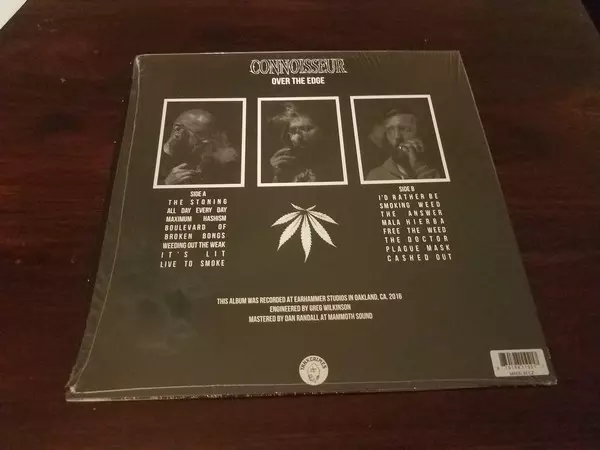 CONNOISSEUR
OVER THE EDGE
SIDE A
THE STONING
ALL DAY EVERY DAY
MAXIMUM HASHISM
BOULEVARD OF
BROKEN BONGS
WEEDING OUT THE WEAK
IT'S LIT
LIVE TO SMOKE
SIDE B
I'D RATHER BE
SMOKING WEED
THE ANSWER
MALA HIERBA
FREE THE WEED
THE DOCTOR
PLAGUE MASK
CASHED OUT
THIS ALBUM WAS RECORDED AT EARHAMMER STUDIOS IN OAKLAND, CA. 2016
ENGINEERED BY GREG WILKINSON
MASTERED BY DAN RANDALL AT MAMMOTH SOUND
TANKCRIMES